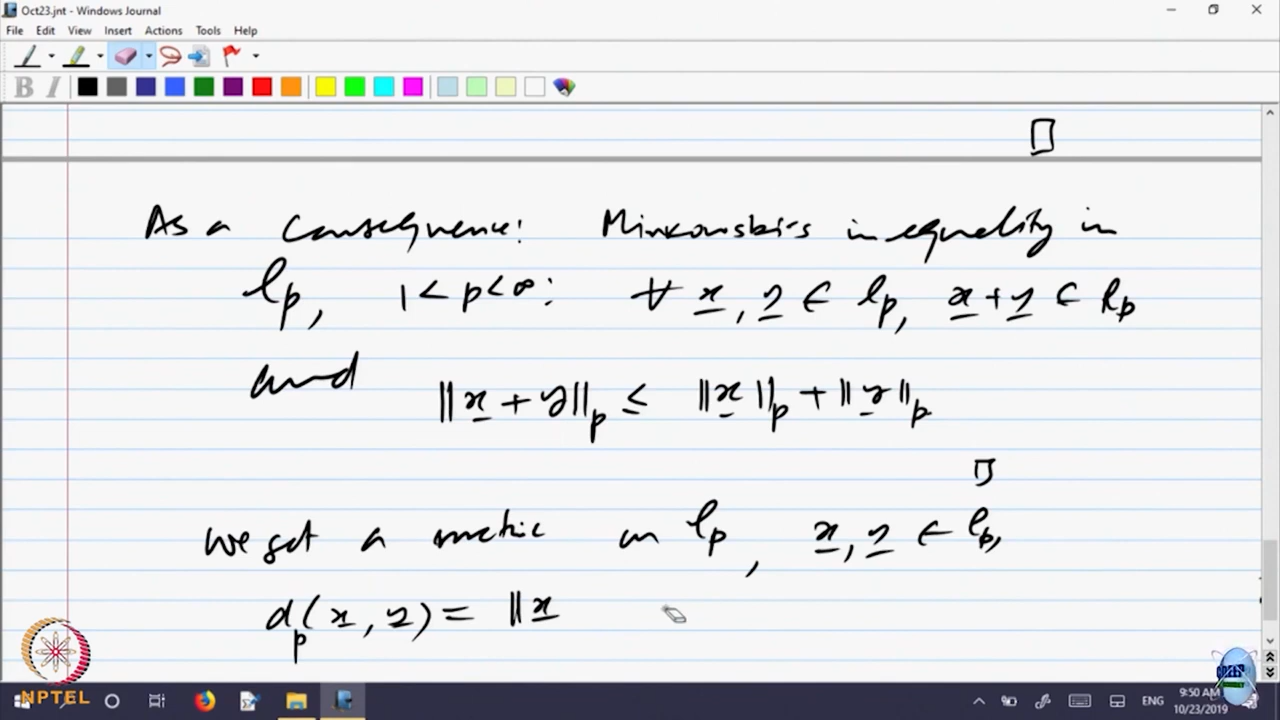 Oct23.jnt - Windows Journal
File Edit View Insert Actions Tools Help
B I
As a consequence: Minkowski's inequality in
lp, 1 < p < ∞: ∀ x, y ∈ lp, x + y ∈ lp
and ||x + y||p ≤ ||x||p + ||y||p
We get a metric on lp, x, y ∈ lp,
dp(x, y) = ||x
NPTEL
ENG
9:50 AM
10/23/2019